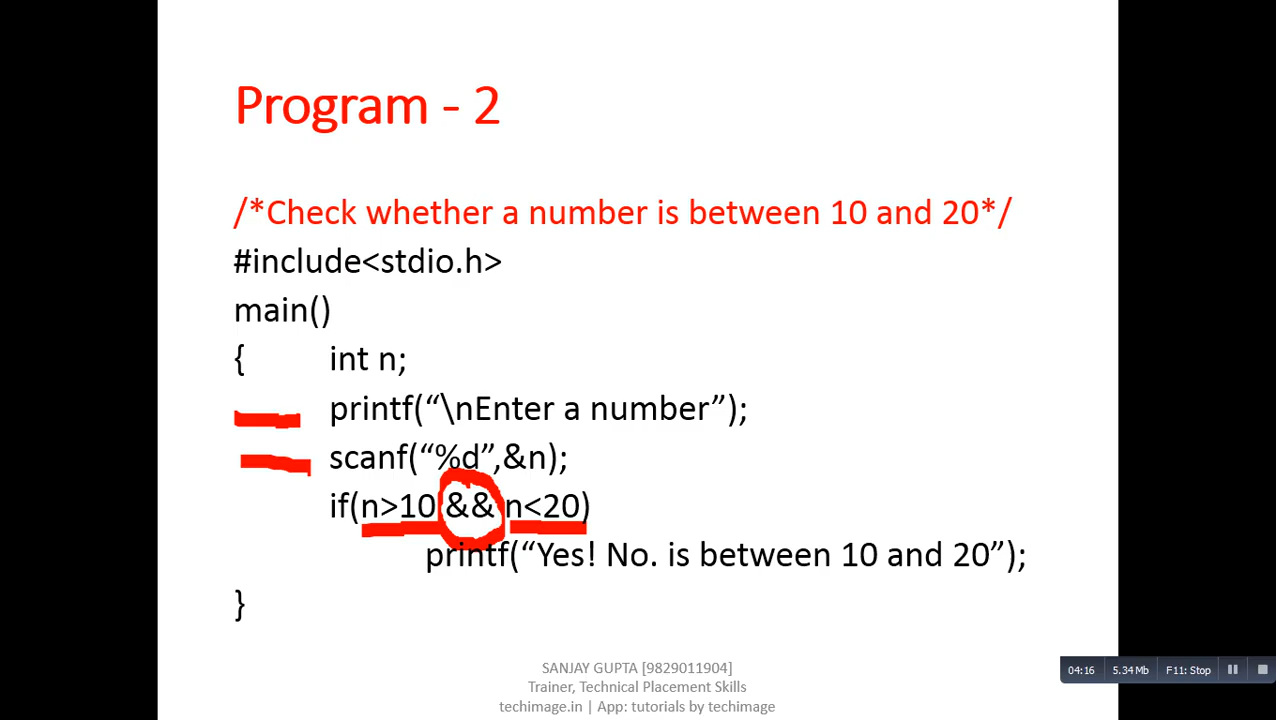 Program - 2
/*Check whether a number is between 10 and 20*/
#include<stdio.h>
main()
{ int n;
printf(“\nEnter a number”);
scanf(“%d”,&n);
if(n>10 && n<20)
printf(“Yes! No. is between 10 and 20”);
}
SANJAY GUPTA [9829011904]
Trainer, Technical Placement Skills
techimage.in | App: tutorials by techimage
04:16 5.34 Mb F11: Stop